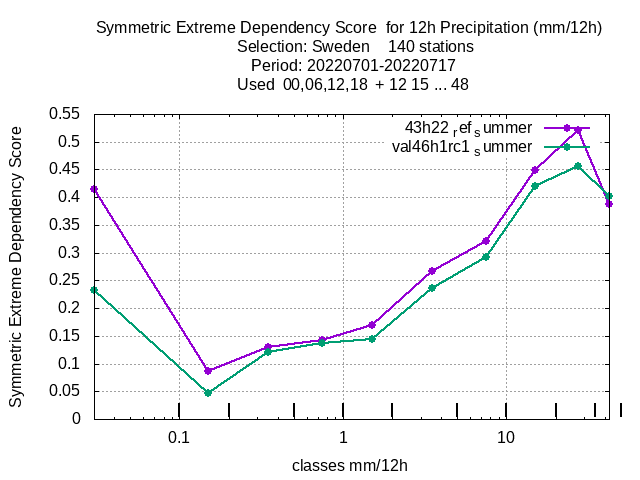 Symmetric Extreme Dependency Score for 12h Precipitation (mm/12h)
Selection: Sweden 140 stations
Period: 20220701-20220717
Used 00,06,12,18 + 12 15 ... 48
43h22 ref summer
val46h1rc1 summer
Symmetric Extreme Dependency Score
0.55
0.5
0.45
0.4
0.35
0.3
0.25
0.2
0.15
0.1
0.05
0
0.1 1 10
classes mm/12h